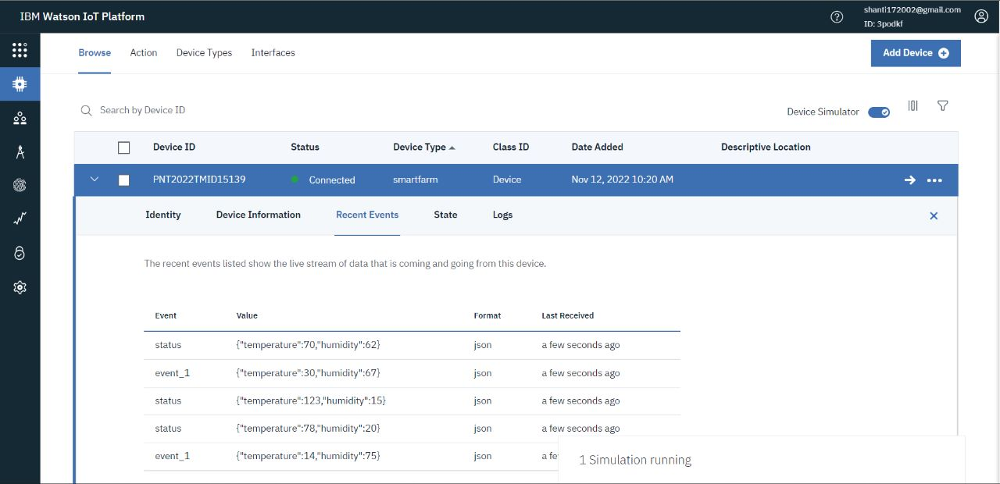 IBM Watson IoT Platform
shanti172002@gmail.com
ID: 3podkf
Browse Action Device Types Interfaces
Add Device
Search by Device ID
Device Simulator
Device ID Status Device Type Class ID Date Added Descriptive Location
PNT2022TMID15139 Connected smartfarm Device Nov 12, 2022 10:20 AM
Identity Device Information Recent Events State Logs
The recent events listed show the live stream of data that is coming and going from this device.
Event Value Format Last Received
status {"temperature":70,"humidity":62} json a few seconds ago
event_1 {"temperature":30,"humidity":67} json a few seconds ago
status {"temperature":123,"humidity":15} json a few seconds ago
status {"temperature":78,"humidity":20} json a few seconds ago
event_1 {"temperature":14,"humidity":75} json a fe
1 Simulation running